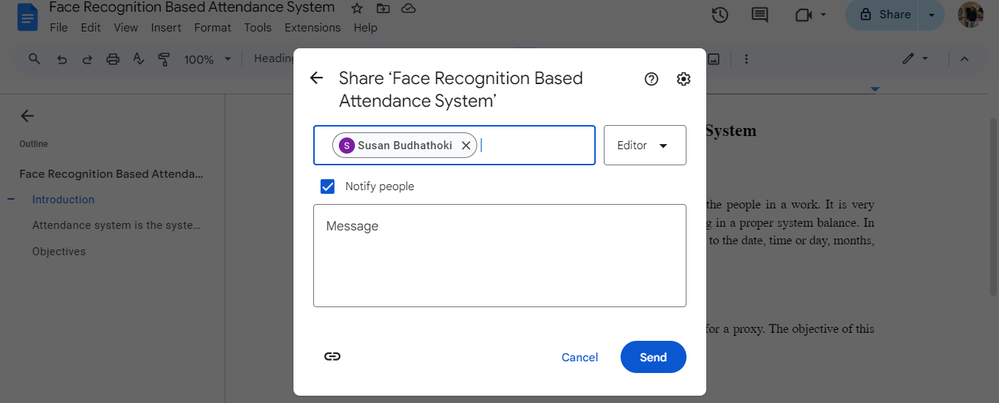 Face Recognition Based Attendance System
File Edit View Insert Format Tools Extensions Help
Share
100%
Share ‘Face Recognition Based
Attendance System’
S Susan Budhathoki
Editor
Notify people
Message
Cancel
Send
Outline
Face Recognition Based Attenda...
Introduction
Attendance system is the syste...
Objectives
System
the people in a work. It is very
in a proper system balance. In
to the date, time or day, months,
for a proxy. The objective of this